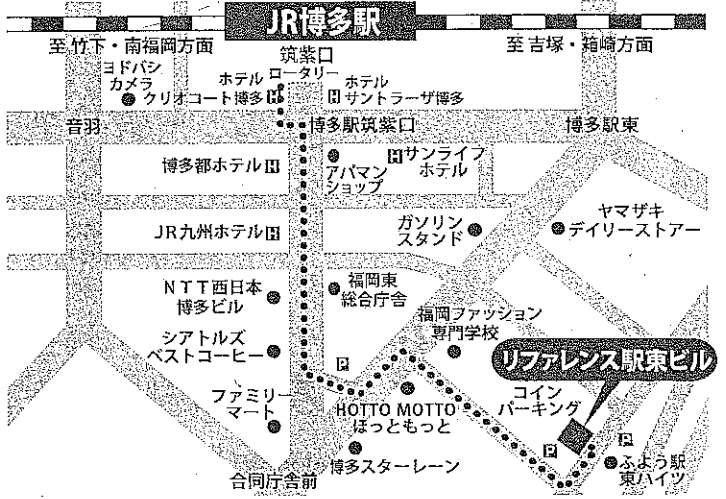 JR博多駅
至 竹下・南福岡方面
至 吉塚・箱崎方面
筑紫口
ロータリー
ヨドバシ
カメラ
ホテル
クリオコート博多 H
ホテル
H サントラーザ博多
音羽
博多駅筑紫口
博多駅東
博多都ホテル H
アパマン
ショップ
H サンライフ
ホテル
JR九州ホテル H
ガソリン
スタンド
ヤマザキ
デイリーストアー
NTT西日本
博多ビル
福岡東
総合庁舎
シアトルズ
ベストコーヒー
福岡ファッション
専門学校
P
リファレンス駅東ビル
ファミリー
マート
HOTTO MOTTO
ほっともっと
コイン
パーキング
P
P
合同庁舎前
博多スターレーン
ふよう駅
東ハイツ